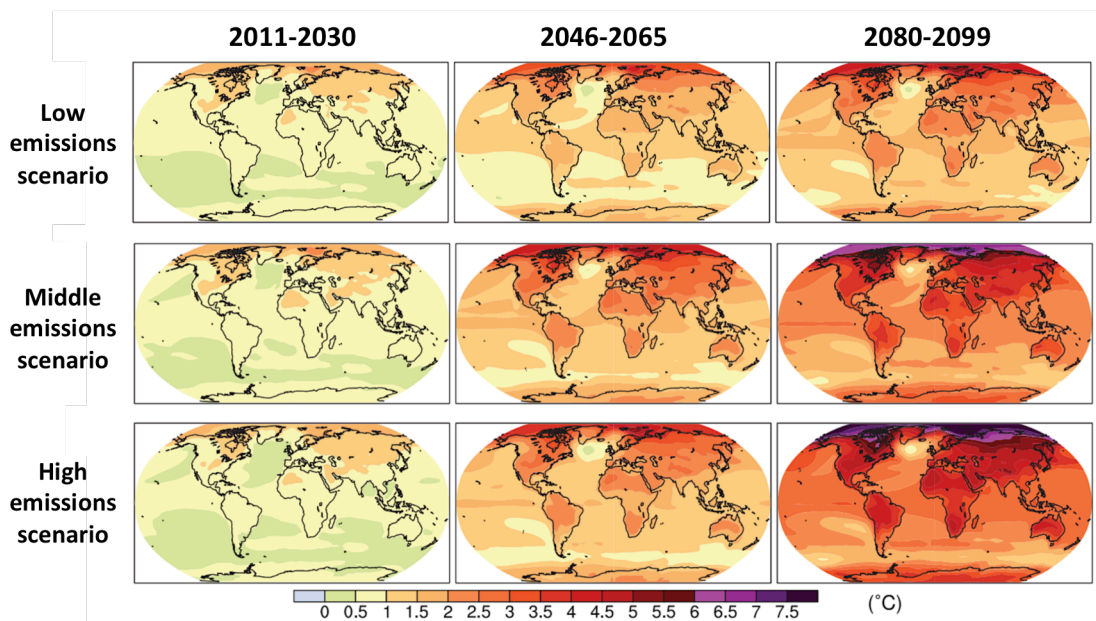 2011-2030 2046-2065 2080-2099
Low
emissions
scenario
Middle
emissions
scenario
High
emissions
scenario
0 0.5 1 1.5 2 2.5 3 3.5 4 4.5 5 5.5 6 6.5 7 7.5 (°C)